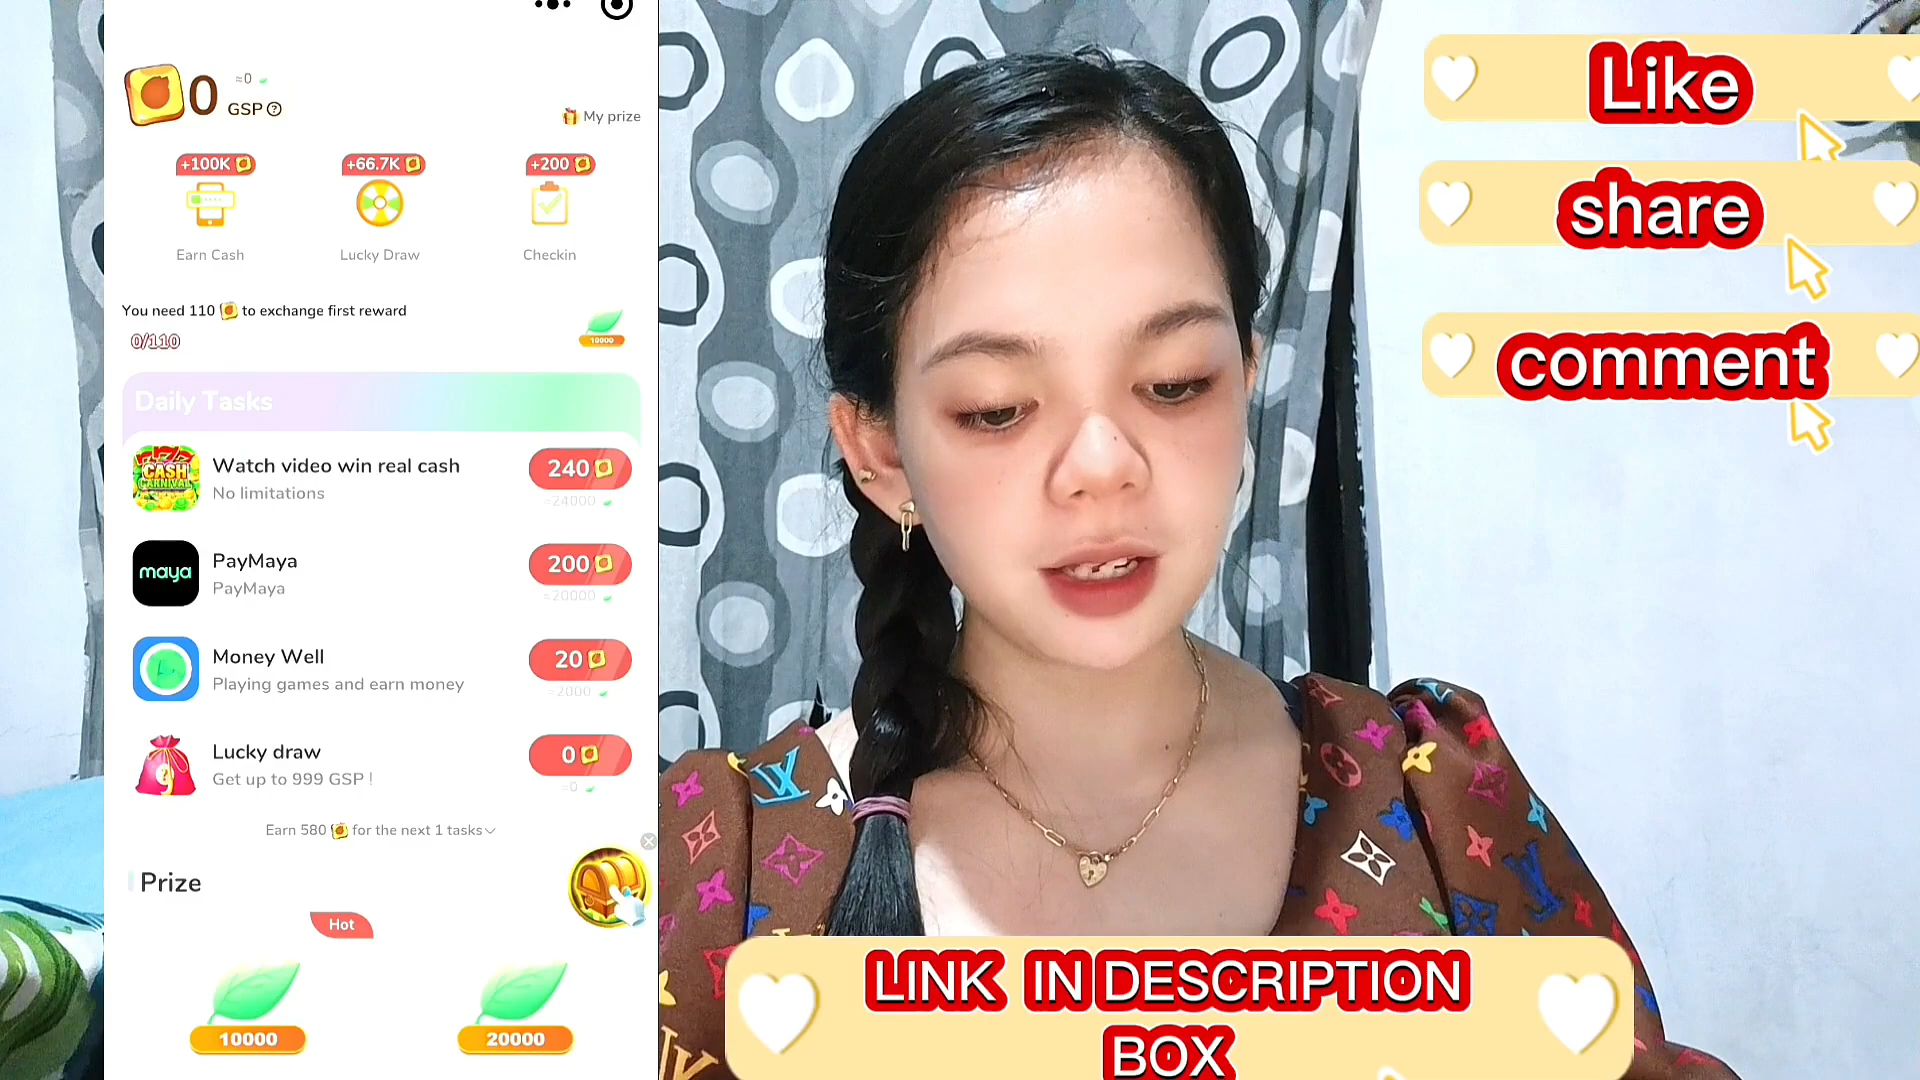 0
≈0
GSP ?
My prize
+100K
+66.7K
+200
Earn Cash
Lucky Draw
Checkin
You need 110 to exchange first reward
0/110
10000
Daily Tasks
777
CASH
CARNIVAL
Watch video win real cash
No limitations
240
≈24000
maya
PayMaya
PayMaya
200
≈20000
Money Well
Playing games and earn money
20
≈2000
Lucky draw
Get up to 999 GSP !
0
≈0
Earn 580 for the next 1 tasks
Prize
Hot
10000
20000
Like
share
comment
LINK IN DESCRIPTION
BOX